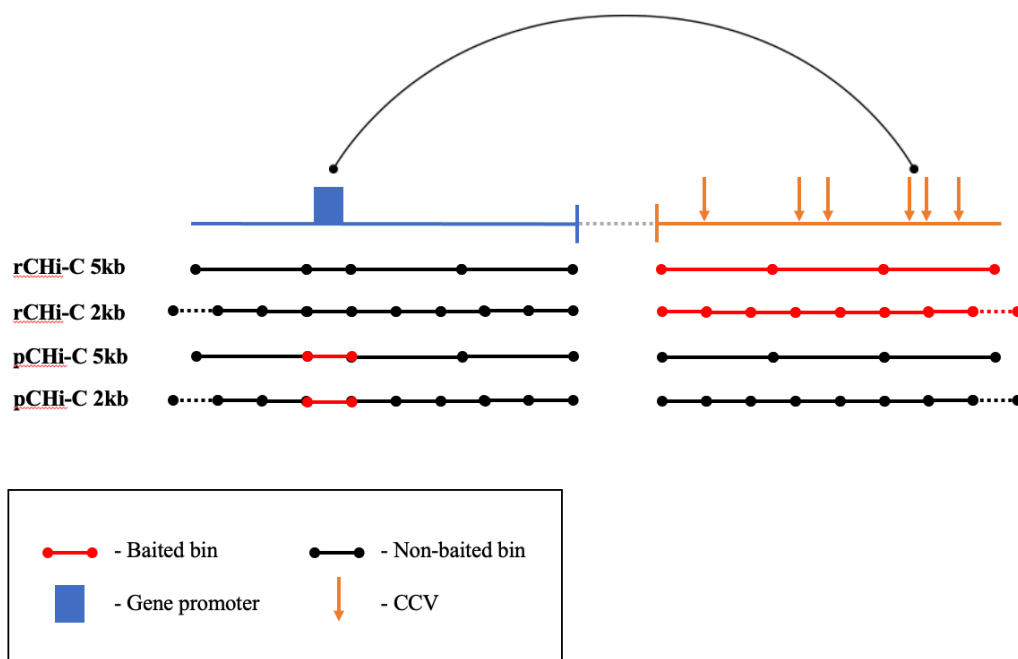 rCHi-C 5kb
rCHi-C 2kb
pCHi-C 5kb
pCHi-C 2kb
- Baited bin
- Non-baited bin
- Gene promoter
- CCV